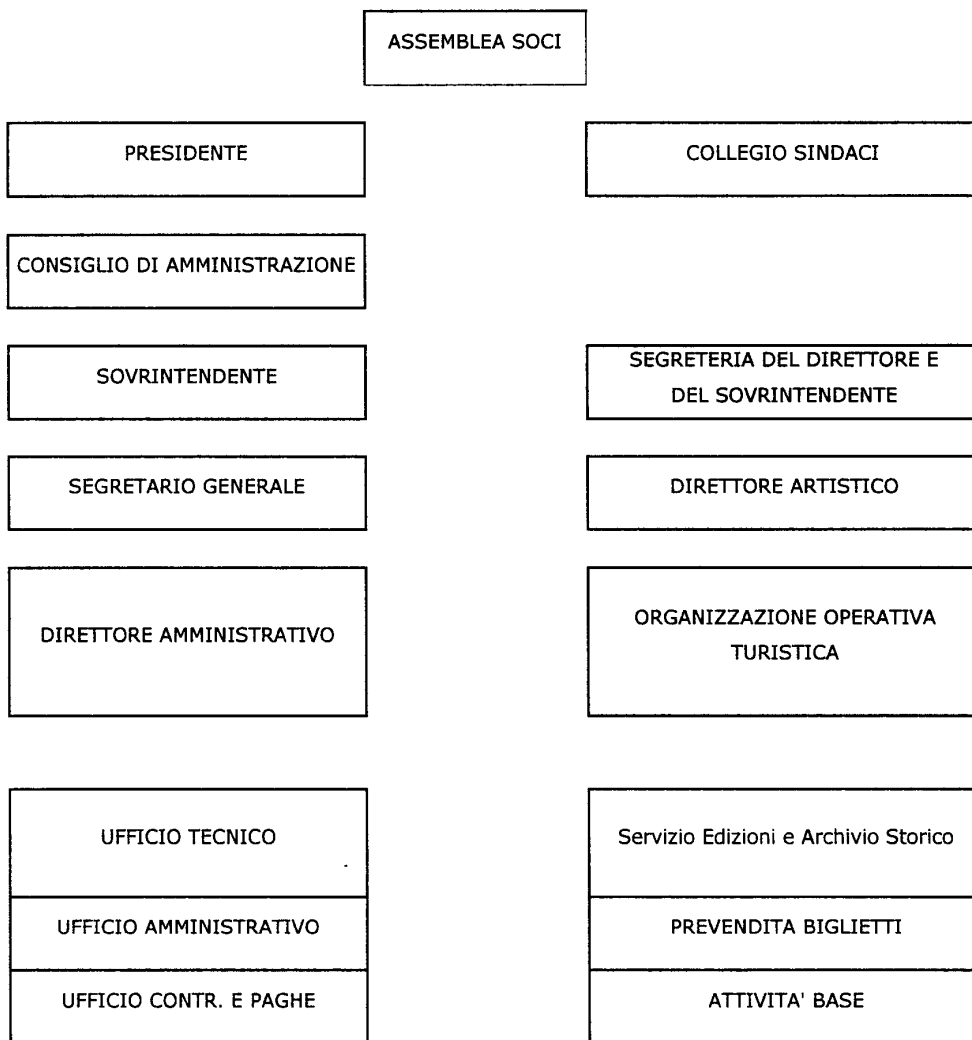 ASSEMBLEA SOCI
PRESIDENTE
COLLEGIO SINDACI
CONSIGLIO DI AMMINISTRAZIONE
SOVRINTENDENTE
SEGRETERIA DEL DIRETTORE E
DEL SOVRINTENDENTE
SEGRETARIO GENERALE
DIRETTORE ARTISTICO
DIRETTORE AMMINISTRATIVO
ORGANIZZAZIONE OPERATIVA
TURISTICA
UFFICIO TECNICO
Servizio Edizioni e Archivio Storico
UFFICIO AMMINISTRATIVO
PREVENDITA BIGLIETTI
UFFICIO CONTR. E PAGHE
ATTIVITA' BASE